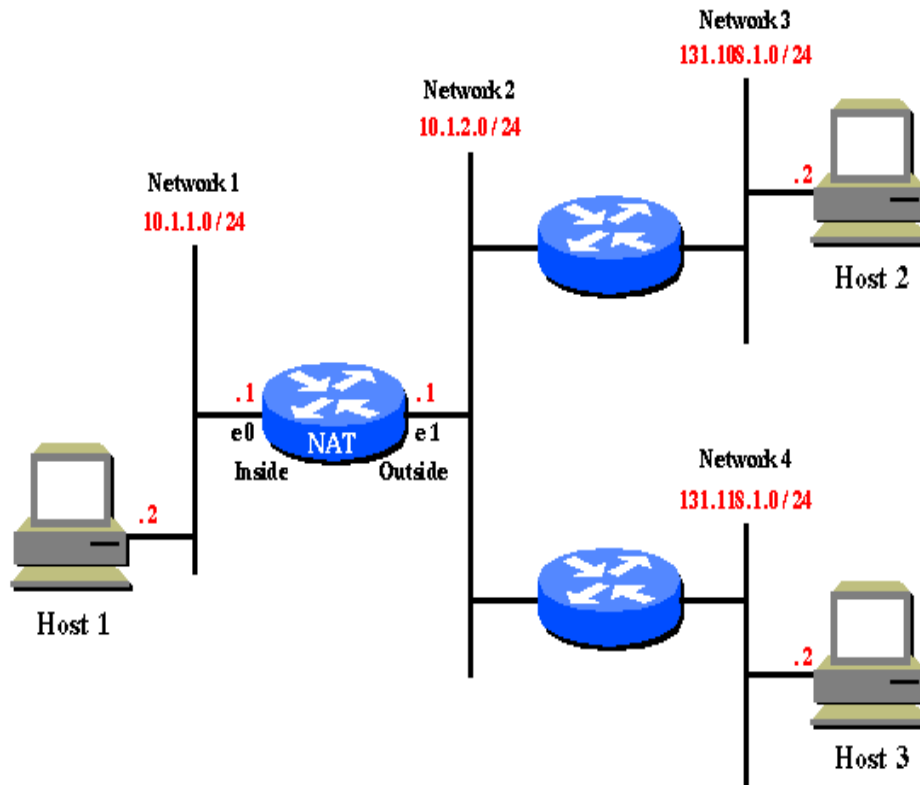 Network 3
131.108.1.0 / 24
Network 2
10.1.2.0 / 24
.2
Network 1
10.1.1.0 / 24
Host 2
.1
.1
e0
NAT
e1
Inside
Outside
Network 4
131.118.1.0 / 24
.2
Host 1
.2
Host 3